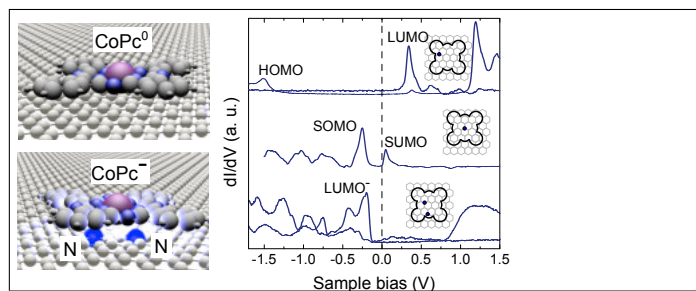 CoPc⁰
CoPc⁻
N N
HOMO
LUMO
SOMO
SUMO
LUMO⁻
dI/dV (a. u.)
-1.5 -1.0 -0.5 0.0 0.5 1.0 1.5
Sample bias (V)